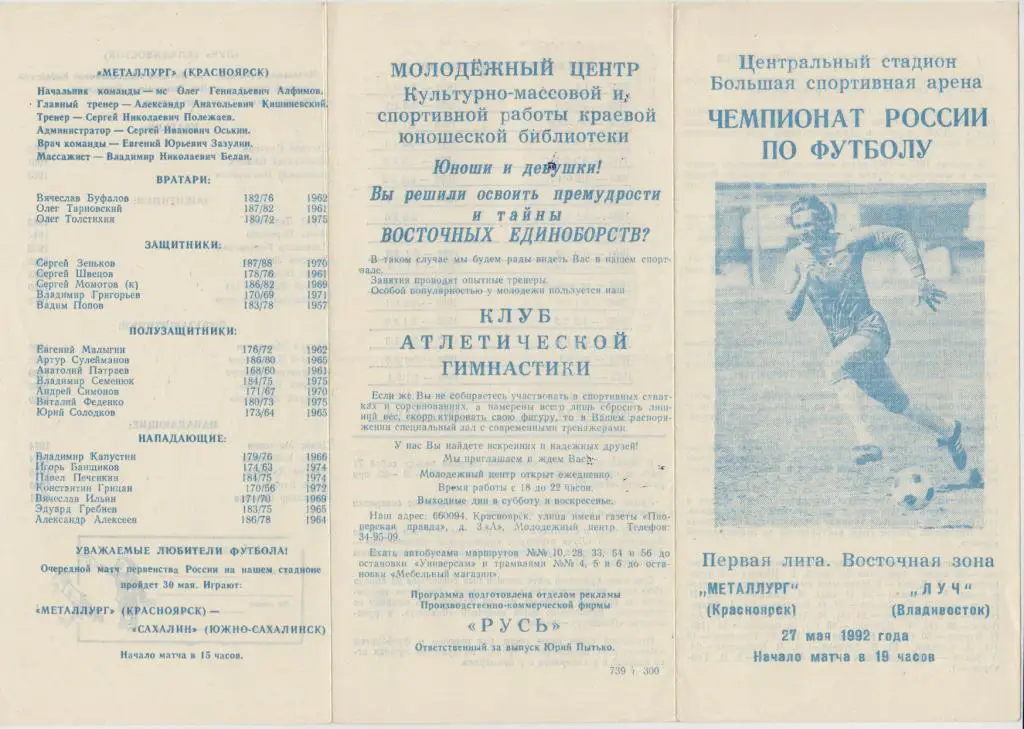 «МЕТАЛЛУРГ» (КРАСНОЯРСК)
Начальник команды — мс Олег Геннадьевич Алфимов.
Главный тренер — Александр Анатольевич Кишиневский.
Тренер — Сергей Николаевич Полежаев.
Администратор — Сергей Иванович Оськин.
Врач команды — Евгений Юрьевич Зазулин.
Массажист — Владимир Николаевич Белан.
ВРАТАРИ:
Вячеслав Буфалов 182/76 1962
Олег Тарновский 187/82 1961
Олег Толстихин 180/72 1975
ЗАЩИТНИКИ:
Сергей Зеньков 187/88 1970
Сергей Швецов 178/76 1961
Сергей Момотов (к) 186/82 1969
Владимир Григорьев 170/69 1971
Вадим Попов 183/78 1957
ПОЛУЗАЩИТНИКИ:
Евгений Малыгин 176/72 1962
Артур Сулейманов 186/80 1965
Анатолий Патраев 168/60 1961
Владимир Семенюк 184/75 1975
Андрей Симонов 171/67 1970
Виталий Феденко 180/73 1975
Юрий Солодков 173/64 1965
НАПАДАЮЩИЕ:
Владимир Капустин 179/76 1966
Игорь Банщиков 174/63 1974
Павел Печенкин 184/75 1974
Константин Грицан 170/56 1972
Вячеслав Ильин 171/70 1969
Эдуард Гребнев 183/75 1965
Александр Алексеев 186/78 1964
УВАЖАЕМЫЕ ЛЮБИТЕЛИ ФУТБОЛА!
Очередной матч первенства России на нашем стадионе
пройдет 30 мая. Играют:
«МЕТАЛЛУРГ» (КРАСНОЯРСК) —
«САХАЛИН» (ЮЖНО-САХАЛИНСК)
Начало матча в 15 часов.
МОЛОДЁЖНЫЙ ЦЕНТР
Культурно-массовой и
спортивной работы краевой
юношеской библиотеки
Юноши и девушки!
Вы решили освоить премудрости
и тайны
ВОСТОЧНЫХ ЕДИНОБОРСТВ?
В таком случае мы будем рады видеть Вас в нашем спорт-
зале.
Занятия проводят опытные тренеры.
Особой популярностью у молодежи пользуется наш
КЛУБ
АТЛЕТИЧЕСКОЙ
ГИМНАСТИКИ
Если же Вы не собираетесь участвовать в спортивных схват-
ках и соревнованиях, а намерены всего лишь сбросить лиш-
ний вес, скорректировать свою фигуру, то в Вашем распоря-
жении специальный зал с современными тренажерами.
У нас Вы найдете искренних и надежных друзей!
Мы приглашаем и ждем Вас.
Молодежный центр открыт ежедневно.
Время работы с 18 до 22 часов.
Выходные дни в субботу и воскресенье.
Наш адрес: 660094, Красноярск, улица имени газеты «Пио-
нерская правда», д. 3 «А», Молодежный центр. Телефон:
34-95-09.
Ехать автобусами маршрутов №№ 10, 28, 33, 54 и 56 до
остановки «Универсам» и трамваями №№ 4, 5 и 6 до оста-
новки «Мебельный магазин»
Программа подготовлена отделом рекламы
Производственно-коммерческой фирмы
«РУСЬ»
Ответственный за выпуск Юрий Пытько.
739 т. 300
Центральный стадион
Большая спортивная арена
ЧЕМПИОНАТ РОССИИ
ПО ФУТБОЛУ
Первая лига. Восточная зона
„МЕТАЛЛУРГ“ „ЛУЧ“
(Красноярск) (Владивосток)
27 мая 1992 года
Начало матча в 19 часов